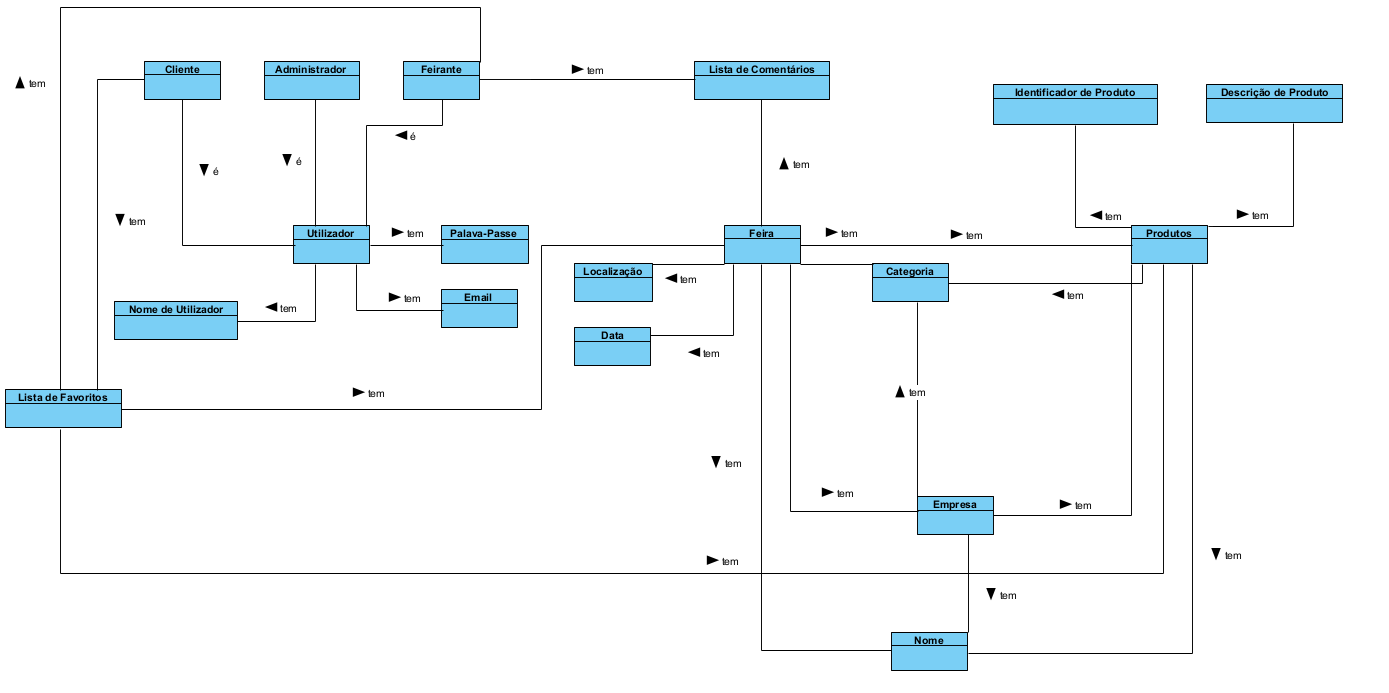 tem
Cliente
Administrador
Feirante
tem
Lista de Comentários
Identificador de Produto
Descrição de Produto
é
é
é
tem
tem
tem
tem
Utilizador
tem
Palava-Passe
Feira
tem
tem
Produtos
Localização
tem
Categoria
tem
Nome de Utilizador
tem
tem
Email
Data
tem
Lista de Favoritos
tem
tem
tem
tem
Empresa
tem
tem
tem
tem
Nome